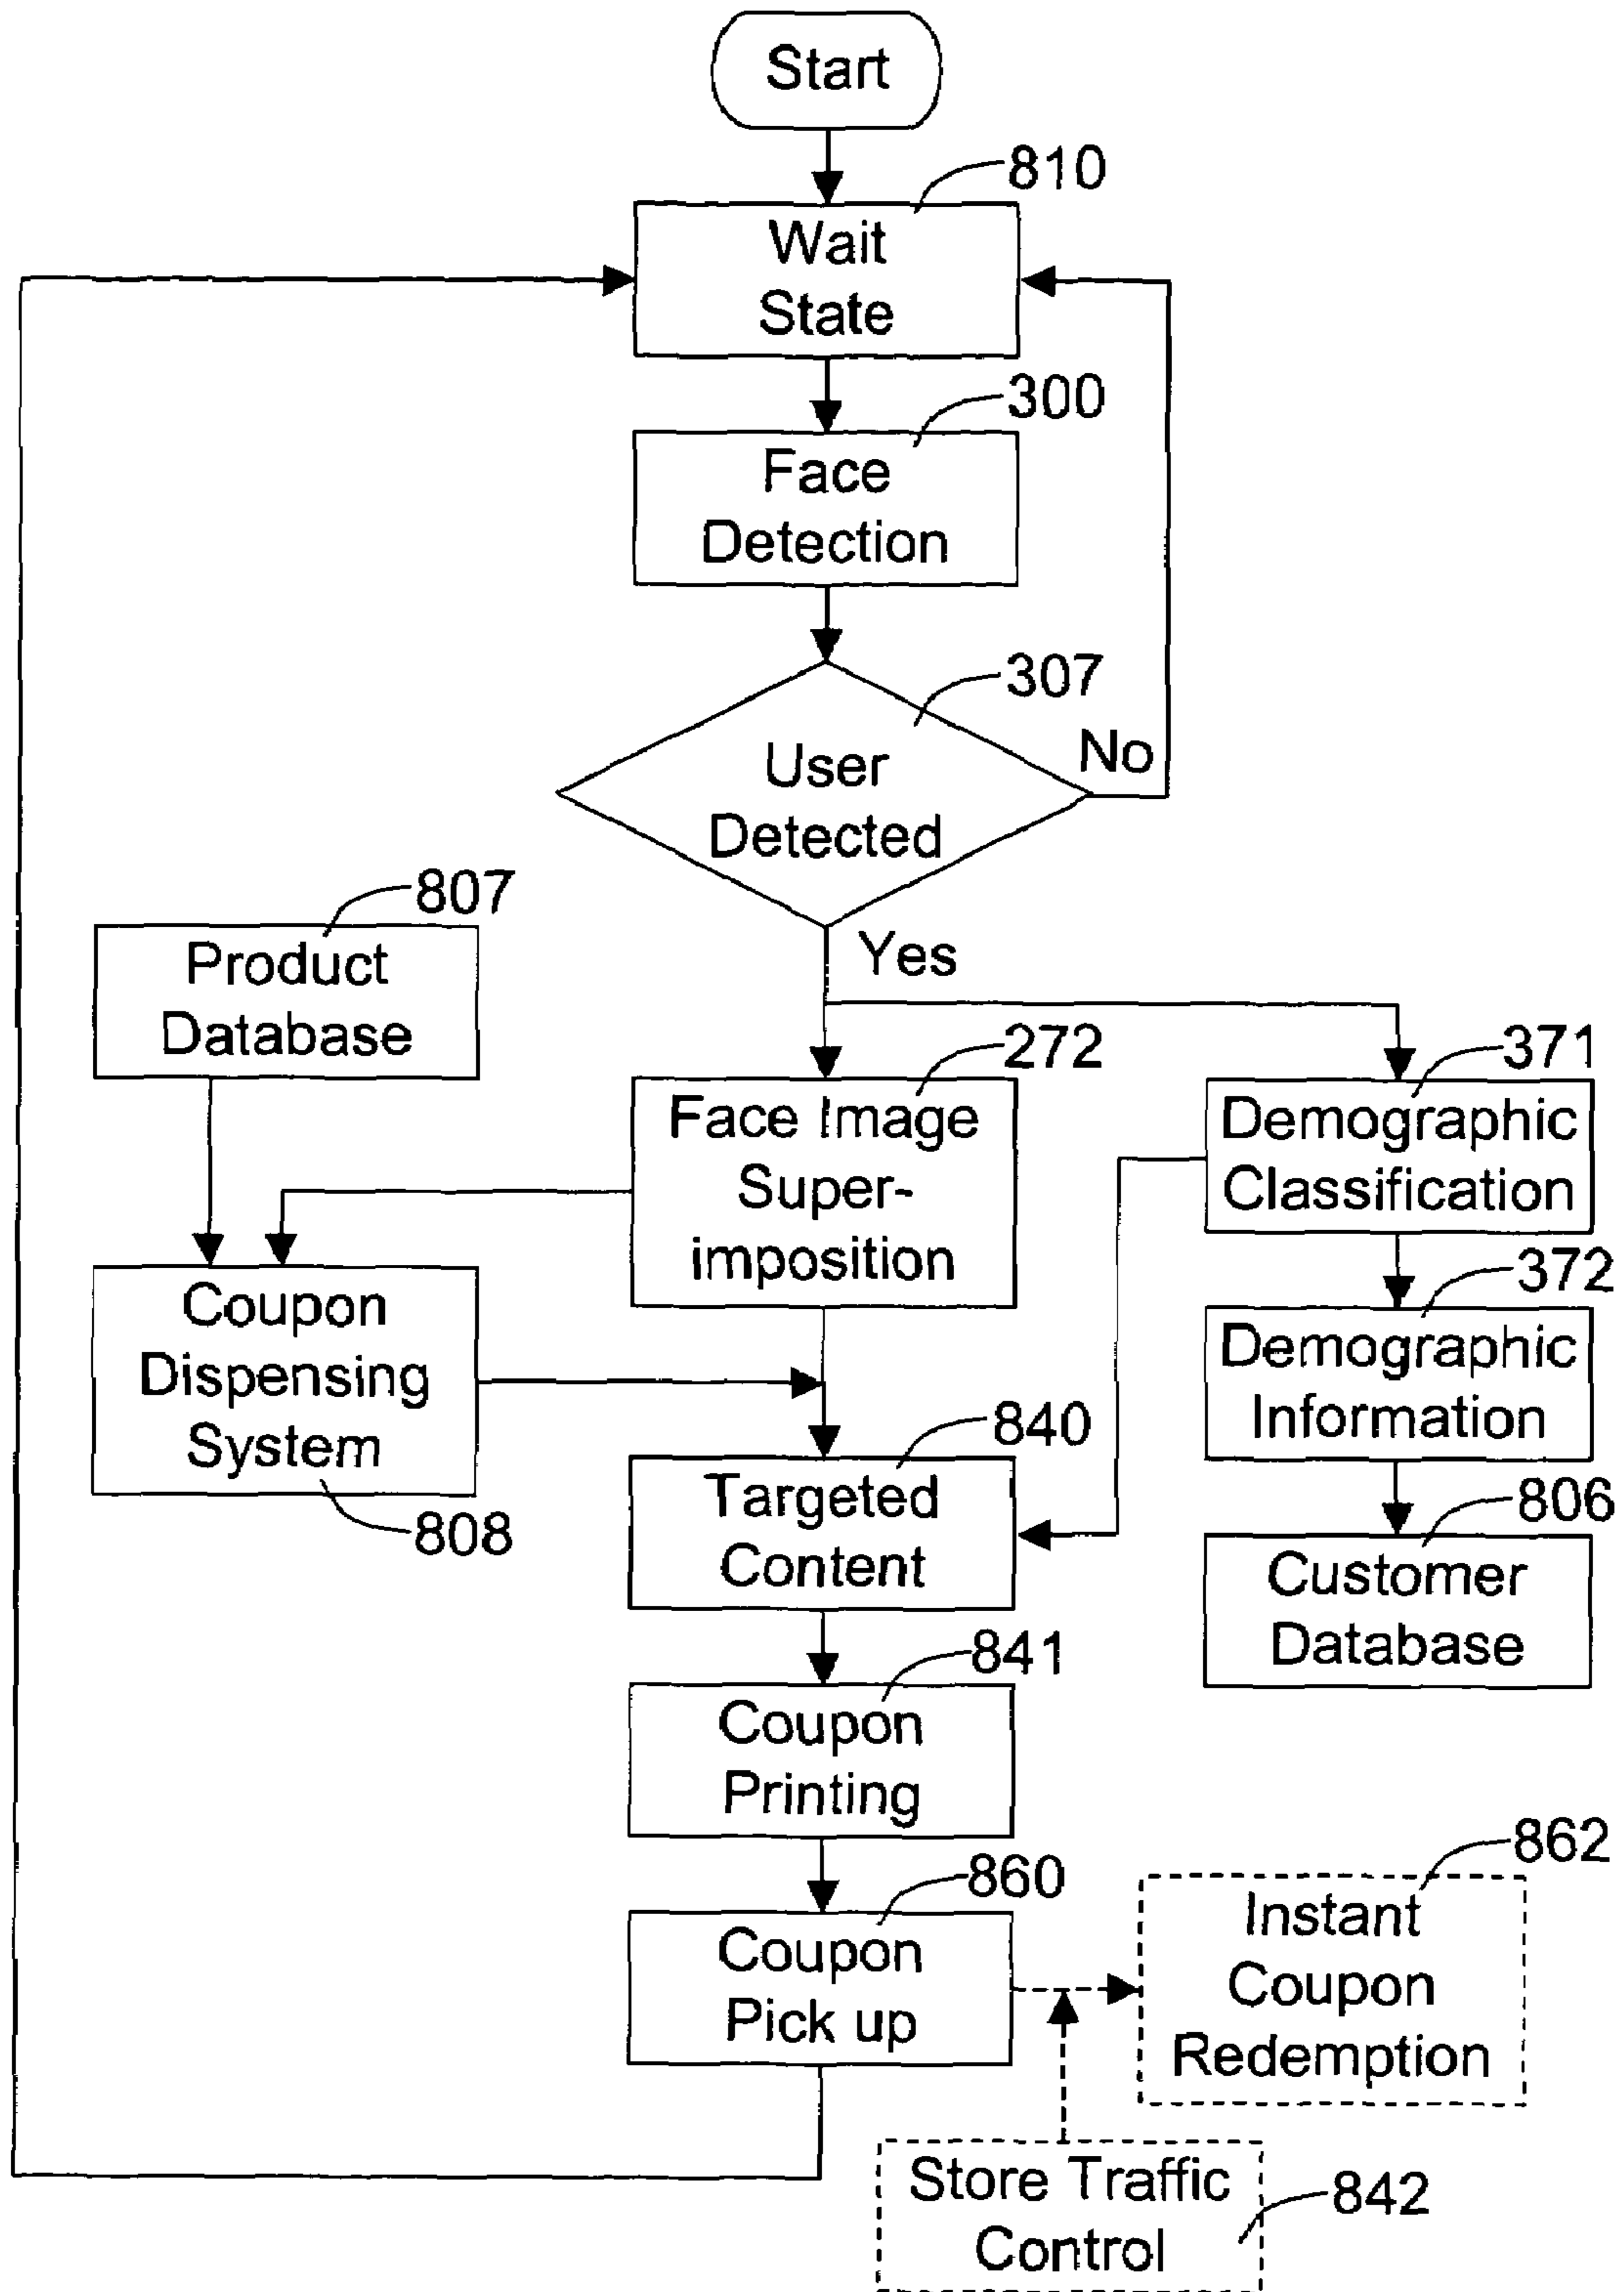 Start
810
Wait
State
300
Face
Detection
307
User
Detected
No
Yes
807
Product
Database
272
Face Image
Super-
imposition
371
Demographic
Classification
Coupon
Dispensing
System
808
372
Demographic
Information
840
Targeted
Content
806
Customer
Database
841
Coupon
Printing
860
Coupon
Pick up
862
Instant
Coupon
Redemption
Store Traffic
Control
842